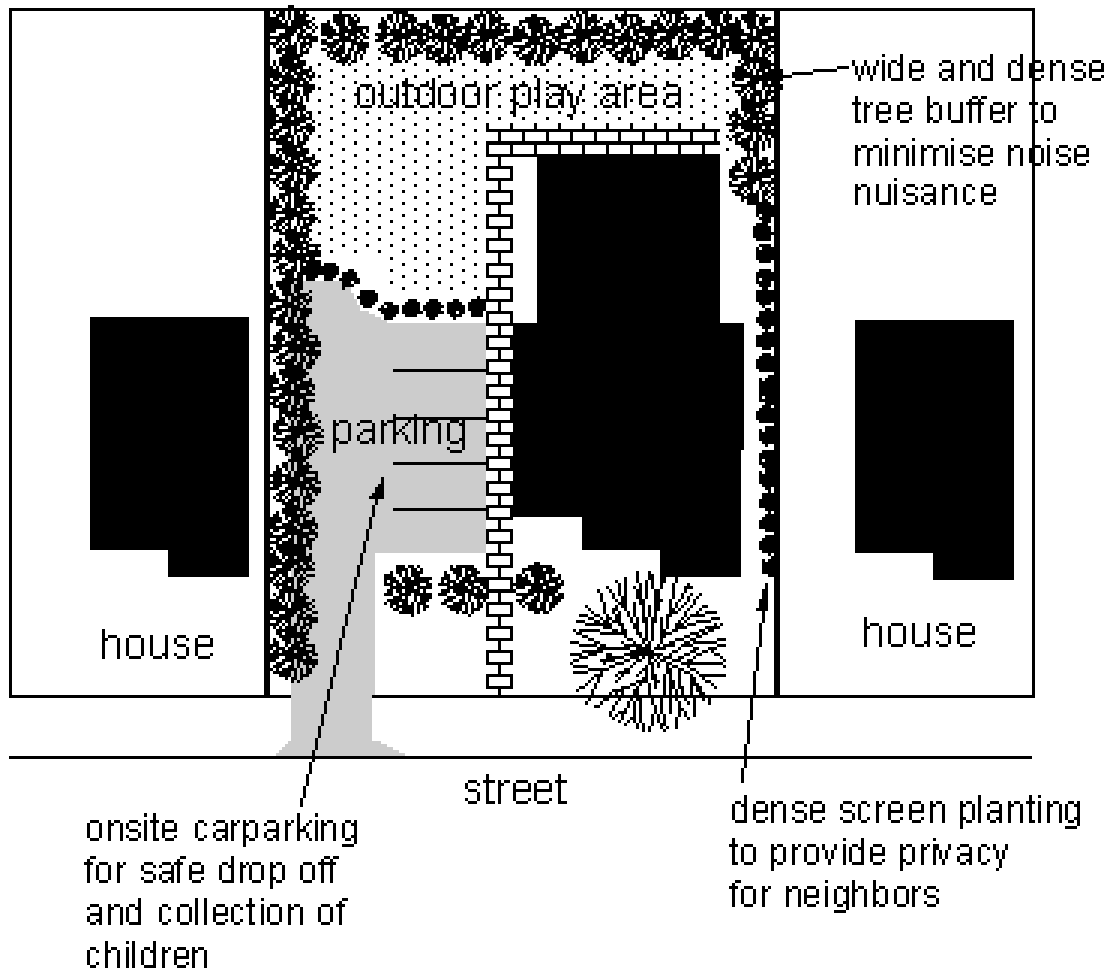 outdoor play area
wide and dense
tree buffer to
minimise noise
nuisance
parking
house
house
street
onsite carparking
for safe drop off
and collection of
children
dense screen planting
to provide privacy
for neighbors